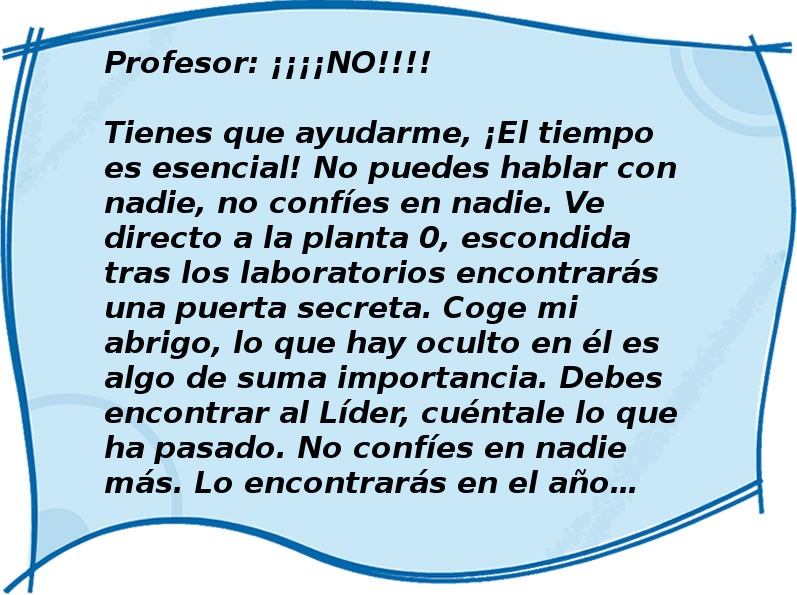 Profesor: ¡¡¡¡NO!!!!
Tienes que ayudarme, ¡El tiempo
es esencial! No puedes hablar con
nadie, no confíes en nadie. Ve
directo a la planta 0, escondida
tras los laboratorios encontrarás
una puerta secreta. Coge mi
abrigo, lo que hay oculto en él es
algo de suma importancia. Debes
encontrar al Líder, cuéntale lo que
ha pasado. No confíes en nadie
más. Lo encontrarás en el año…